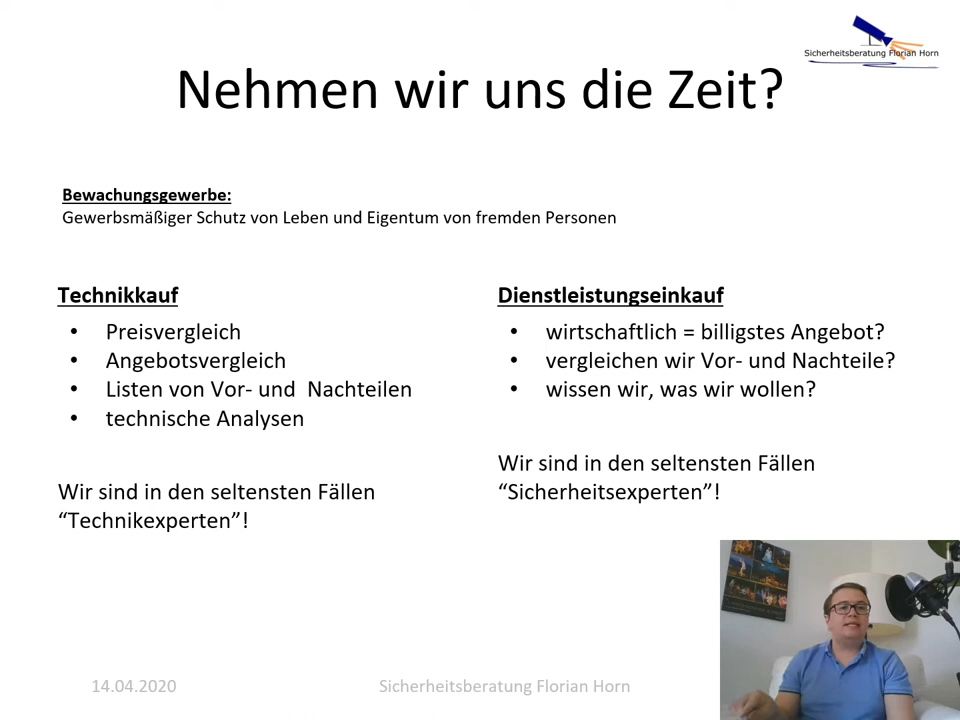 Sicherheitsberatung Florian Horn
Nehmen wir uns die Zeit?
Bewachungsgewerbe:
Gewerbsmäßiger Schutz von Leben und Eigentum von fremden Personen
Technikkauf
• Preisvergleich
• Angebotsvergleich
• Listen von Vor- und Nachteilen
• technische Analysen
Wir sind in den seltensten Fällen
“Technikexperten”!
Dienstleistungseinkauf
• wirtschaftlich = billigstes Angebot?
• vergleichen wir Vor- und Nachteile?
• wissen wir, was wir wollen?
Wir sind in den seltensten Fällen
“Sicherheitsexperten”!
14.04.2020
Sicherheitsberatung Florian Horn